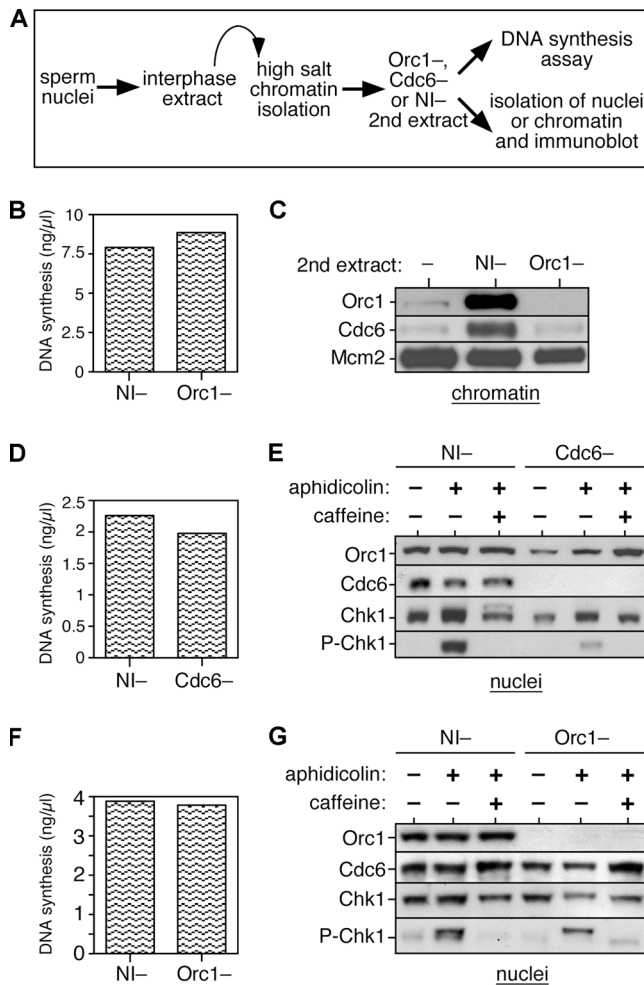 A
sperm
nuclei
interphase
extract
high salt
chromatin
isolation
Orc1–,
Cdc6–
or NI–
2nd extract
DNA synthesis
assay
isolation of nuclei
or chromatin
and immunoblot
B
DNA synthesis (ng/µl)
10
7.5
5
2.5
0
NI– Orc1–
C
2nd extract: – NI– Orc1–
Orc1
Cdc6
Mcm2
chromatin
D
DNA synthesis (ng/µl)
2.5
2
1.5
1
0.5
0
NI– Cdc6–
E
NI– Cdc6–
aphidicolin: – + + – + +
caffeine: + +
Orc1
Cdc6
Chk1
P-Chk1
nuclei
F
DNA synthesis (ng/µl)
4
3
2
1
0
NI– Orc1–
G
NI– Orc1–
aphidicolin: – + + – + +
caffeine: + +
Orc1
Cdc6
Chk1
P-Chk1
nuclei